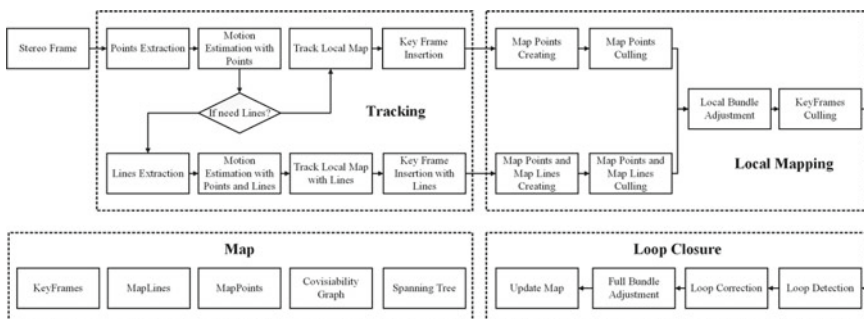 Stereo Frame
Points Extraction
Motion
Estimation with
Points
Track Local Map
Key Frame
Insertion
Map Points
Creating
Map Points
Culling
If need Lines?
Tracking
Local Bundle
Adjustment
KeyFrames
Culling
Lines Extraction
Motion
Estimation with
Points and Lines
Track Local Map
with Lines
Key Frame
Insertion with
Lines
Map Points and
Map Lines
Creating
Map Points and
Map Lines Culling
Local Mapping
Map
KeyFrames
MapLines
MapPoints
Covisiability
Graph
Spanning Tree
Loop Closure
Update Map
Full Bundle
Adjustment
Loop Correction
Loop Detection